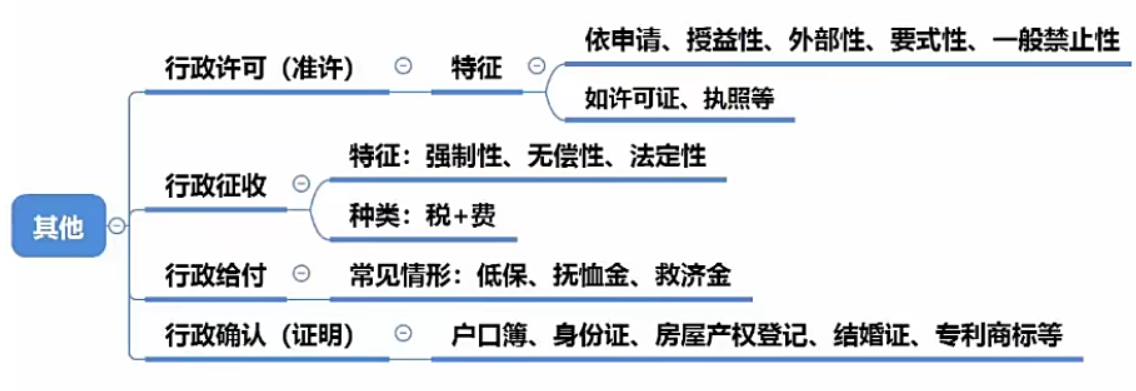 其他
行政许可（准许）
特征
依申请、授益性、外部性、要式性、一般禁止性
如许可证、执照等
行政征收
特征：强制性、无偿性、法定性
种类：税+费
行政给付
常见情形：低保、抚恤金、救济金
行政确认（证明）
户口簿、身份证、房屋产权登记、结婚证、专利商标等